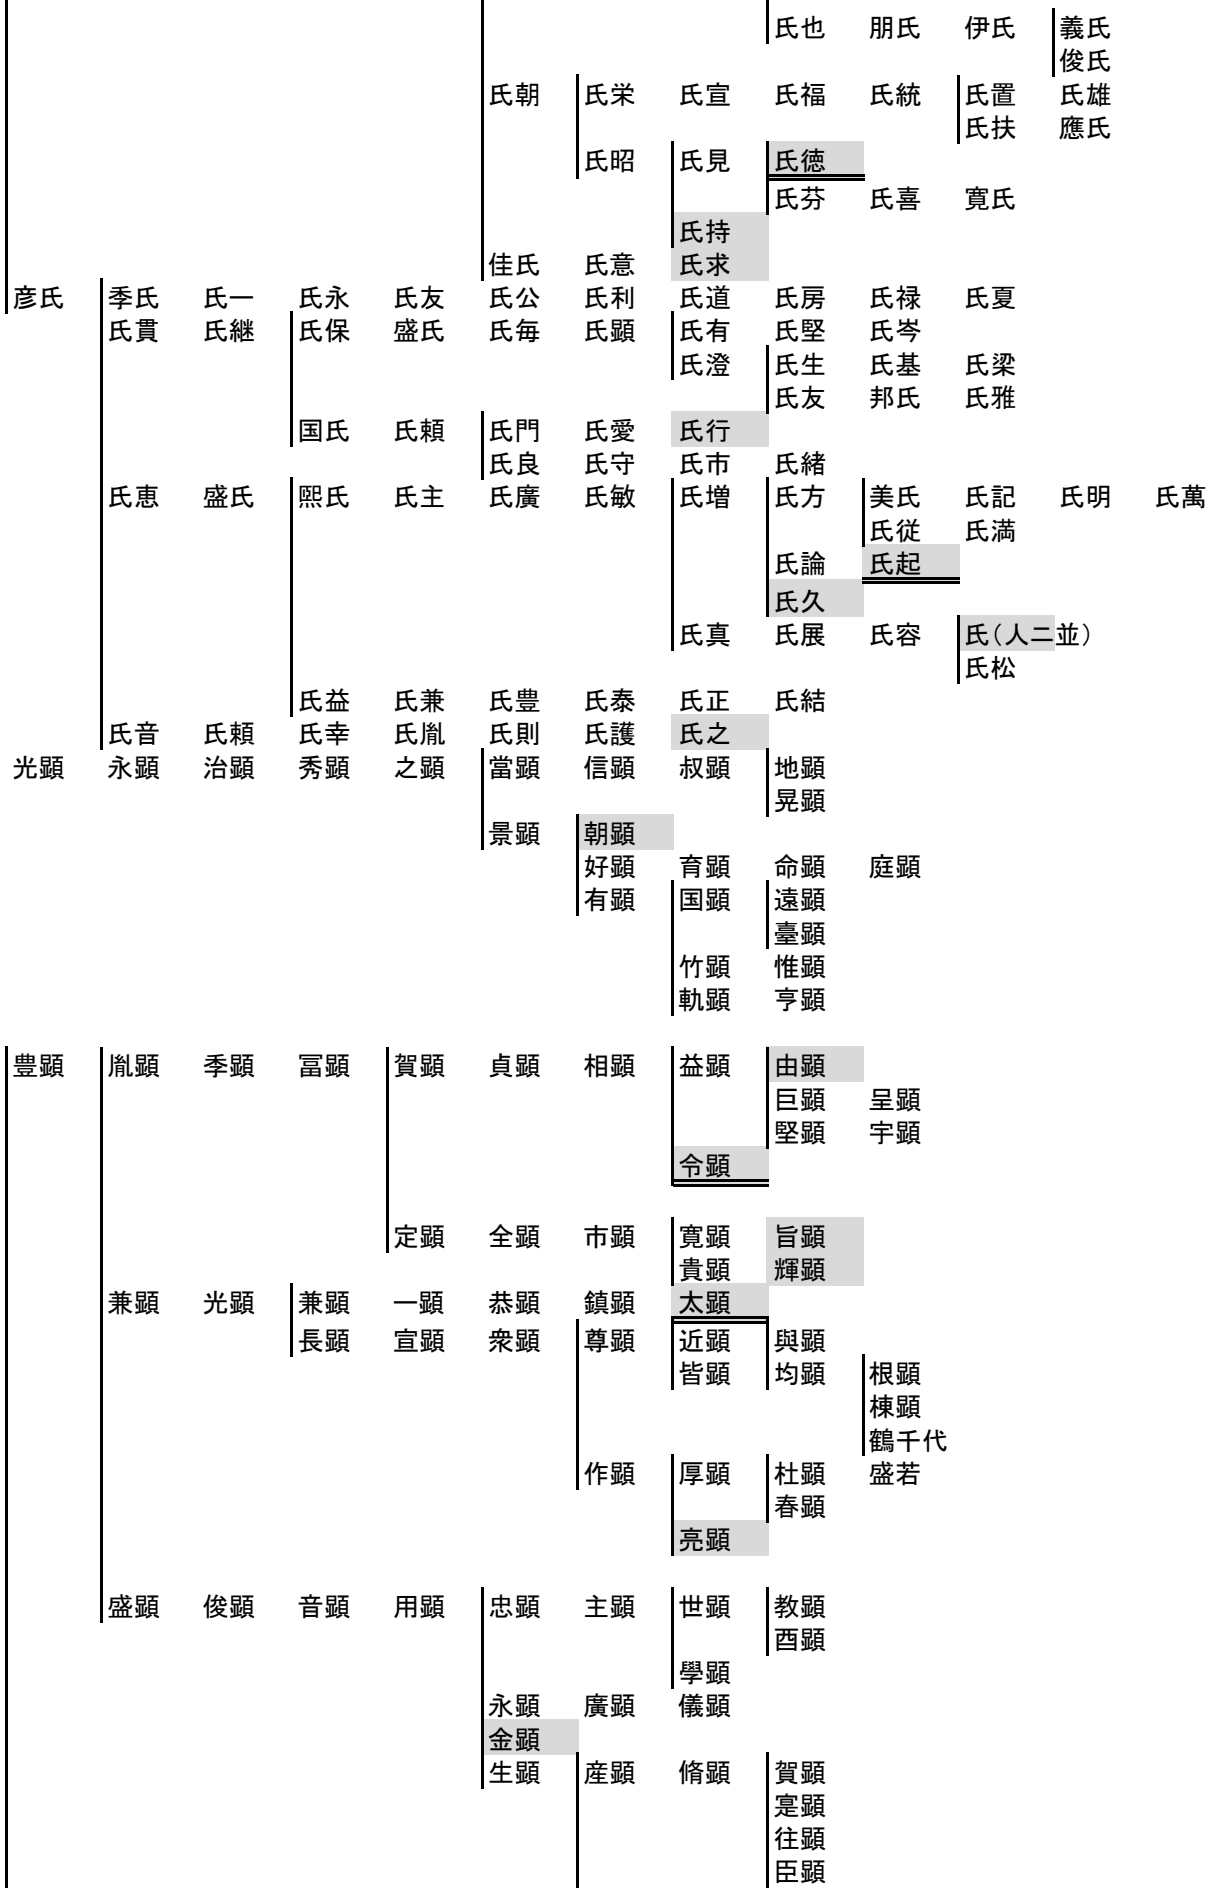 氏也 朋氏 伊氏 義氏
俊氏
氏朝 氏栄 氏宣 氏福 氏統 氏置 氏雄
氏扶 應氏
氏昭 氏見 氏徳
氏芬 氏喜 寛氏
氏持
佳氏 氏意 氏求
彦氏 季氏 氏一 氏永 氏友 氏公 氏利 氏道 氏房 氏禄 氏夏
氏貫 氏継 氏保 盛氏 氏毎 氏顕 氏有 氏堅 氏岑
氏澄 氏生 氏基 氏梁
氏友 邦氏 氏雅
国氏 氏頼 氏門 氏愛 氏行
氏良 氏守 氏市 氏緒
氏恵 盛氏 熙氏 氏主 氏廣 氏敏 氏増 氏方 美氏 氏記 氏明 氏萬
氏従 氏満
氏論 氏起
氏久
氏真 氏展 氏容 氏（人二並）
氏松
氏益 氏兼 氏豊 氏泰 氏正 氏結
氏音 氏頼 氏幸 氏胤 氏則 氏護 氏之
光顕 永顕 治顕 秀顕 之顕 當顕 信顕 叔顕 地顕
晃顕
景顕 朝顕
好顕 育顕 命顕 庭顕
有顕 国顕 遠顕
臺顕
竹顕 惟顕
軌顕 亨顕
豊顕 胤顕 季顕 冨顕 賀顕 貞顕 相顕 益顕 由顕
巨顕 呈顕
堅顕 宇顕
令顕
定顕 全顕 市顕 寛顕 旨顕
貴顕 輝顕
兼顕 光顕 兼顕 一顕 恭顕 鎮顕 太顕
長顕 宣顕 衆顕 尊顕 近顕 與顕
皆顕 均顕 根顕
棟顕
鶴千代
作顕 厚顕 杜顕 盛若
春顕
亮顕
盛顕 俊顕 音顕 用顕 忠顕 主顕 世顕 教顕
酉顕
學顕
永顕 廣顕 儀顕
金顕
生顕 産顕 脩顕 賀顕
寔顕
往顕
臣顕